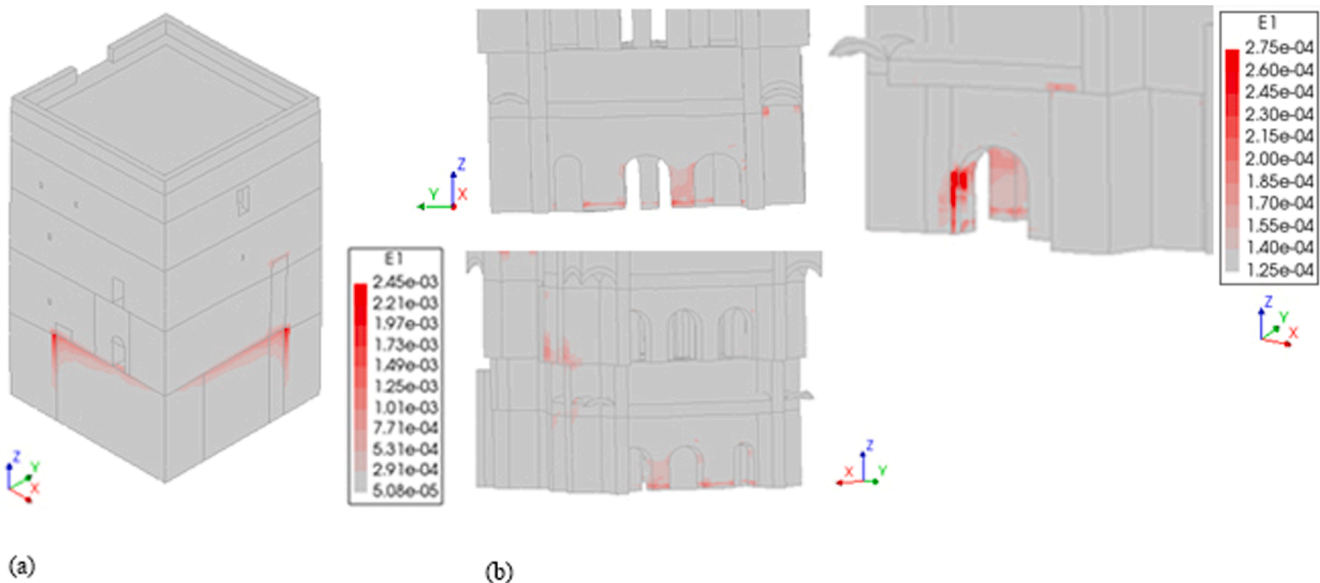 E1
2.75e-04
2.60e-04
2.45e-04
2.30e-04
2.15e-04
2.00e-04
1.85e-04
1.70e-04
1.55e-04
1.40e-04
1.25e-04
Z
Y
X
E1
2.45e-03
2.21e-03
1.97e-03
1.73e-03
1.49e-03
1.25e-03
1.01e-03
7.71e-04
5.31e-04
2.91e-04
5.08e-05
Z
Y
X
Z
Y
X
Z
X
Y
(a)
(b)